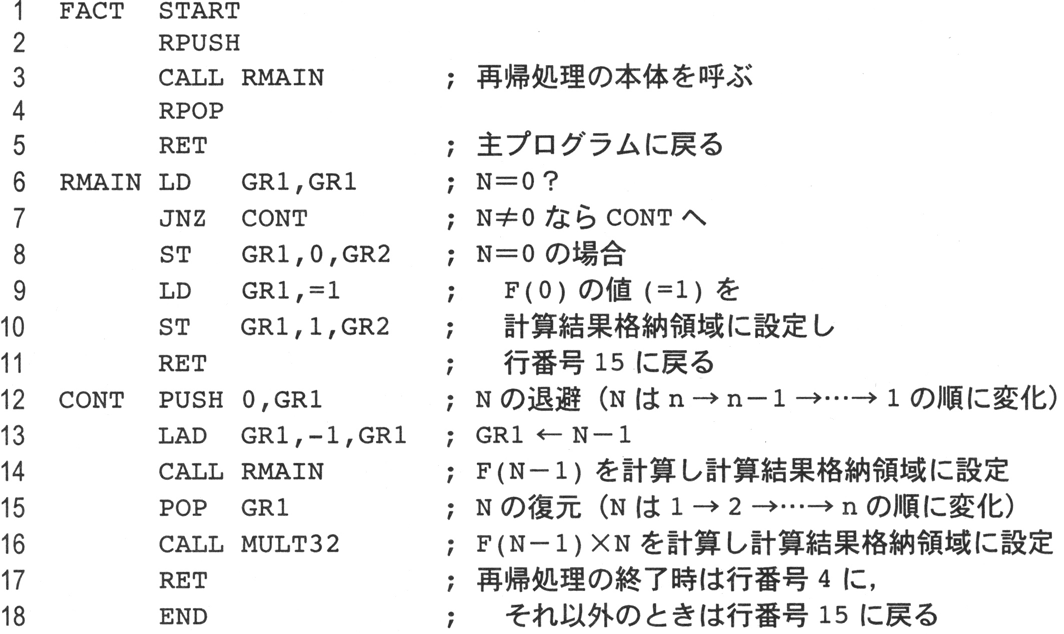 1 FACT START
2 RPUSH
3 CALL RMAIN ; 再帰処理の本体を呼ぶ
4 RPOP
5 RET ; 主プログラムに戻る
6 RMAIN LD GR1,GR1 ; N=0?
7 JNZ CONT ; N≠0 なら CONT へ
8 ST GR1,0,GR2 ; N=0 の場合
9 LD GR1,=1 ; F(0) の値 (=1) を
10 ST GR1,1,GR2 ; 計算結果格納領域に設定し
11 RET ; 行番号 15 に戻る
12 CONT PUSH 0,GR1 ; N の退避 (N は n→n-1→…→1 の順に変化)
13 LAD GR1,-1,GR1 ; GR1 ← N-1
14 CALL RMAIN ; F(N-1) を計算し計算結果格納領域に設定
15 POP GR1 ; N の復元 (N は 1→2→…→n の順に変化)
16 CALL MULT32 ; F(N-1)×N を計算し計算結果格納領域に設定
17 RET ; 再帰処理の終了時は行番号 4 に,
18 END ; それ以外のときは行番号 15 に戻る